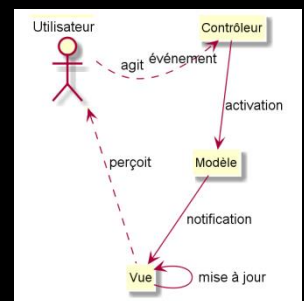 Utilisateur
Contrôleur
agit
événement
activation
perçoit
Modèle
notification
Vue
mise à jour